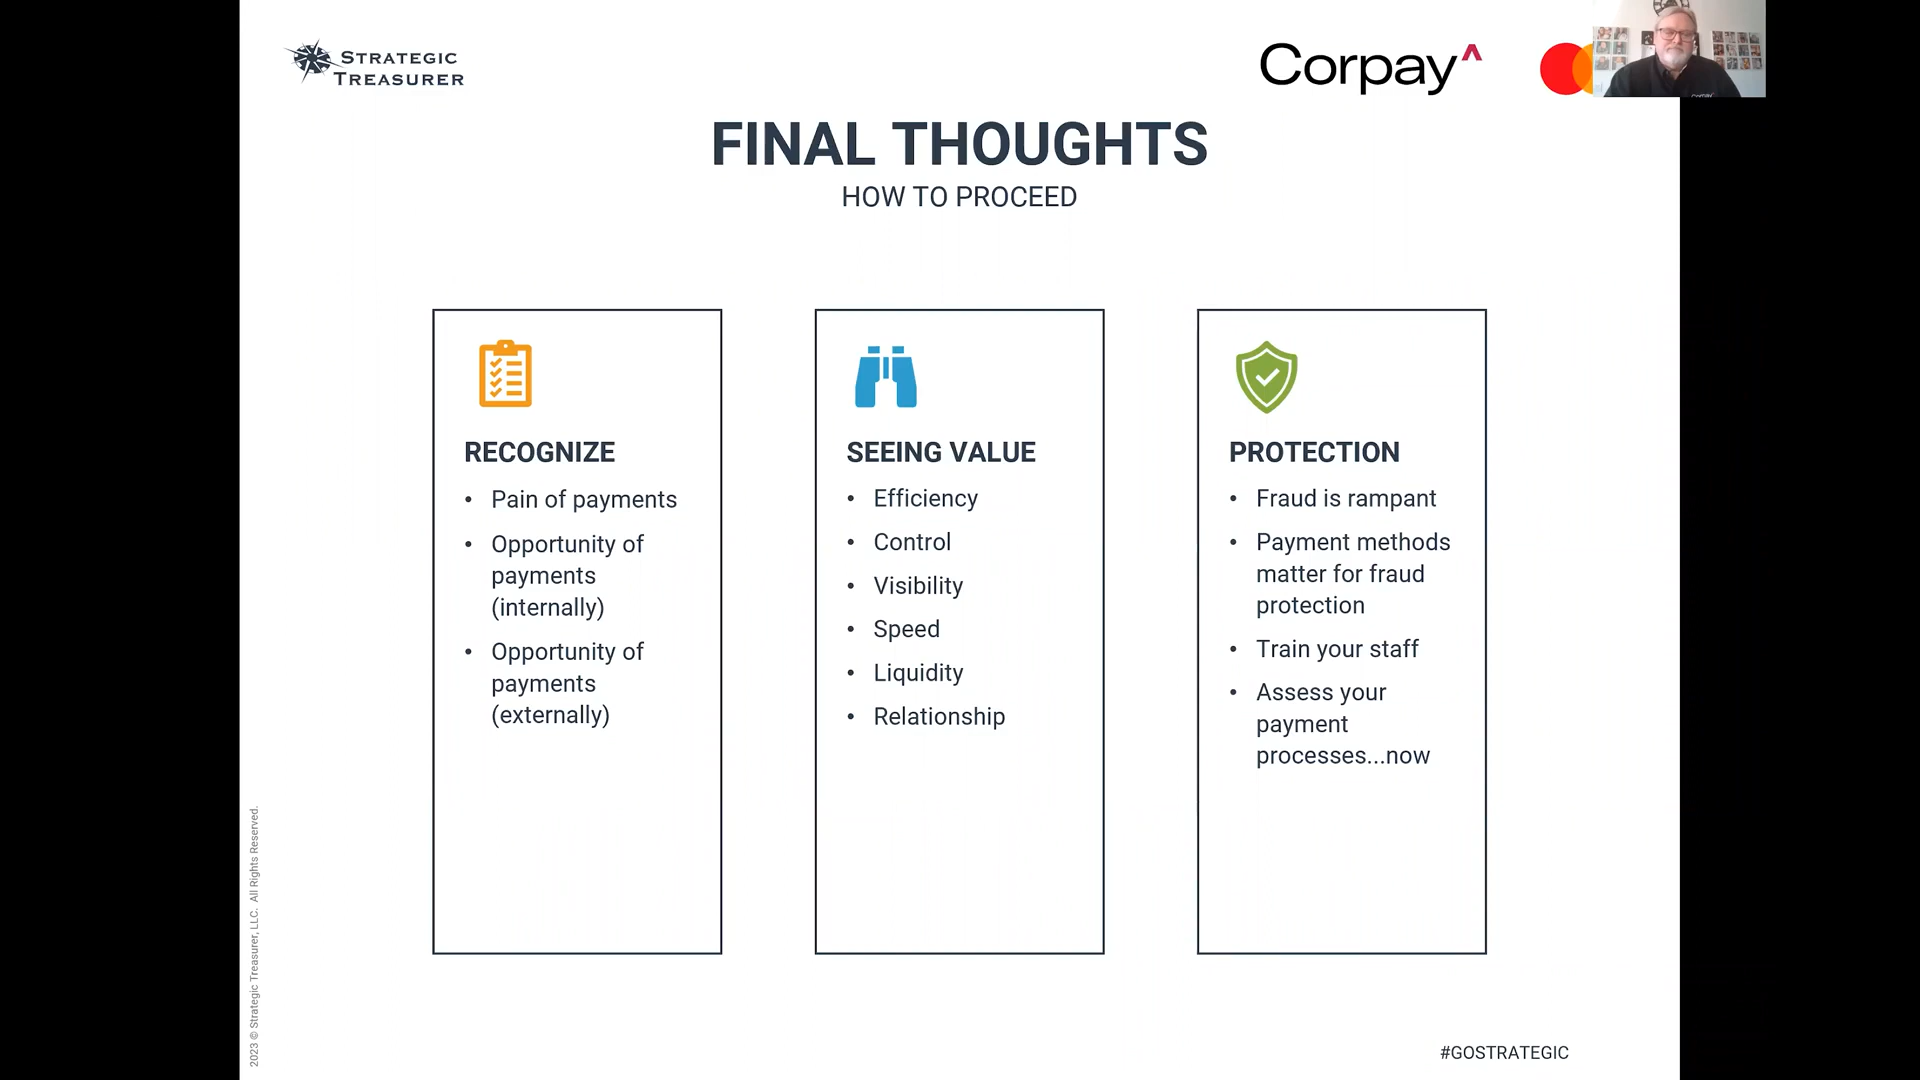 STRATEGIC
TREASURER
Corpay^
FINAL THOUGHTS
HOW TO PROCEED
RECOGNIZE
• Pain of payments
• Opportunity of
payments
(internally)
• Opportunity of
payments
(externally)
SEEING VALUE
• Efficiency
• Control
• Visibility
• Speed
• Liquidity
• Relationship
PROTECTION
• Fraud is rampant
• Payment methods
matter for fraud
protection
• Train your staff
• Assess your
payment
processes...now
2023 © Strategic Treasurer, LLC. All Rights Reserved.
#GOSTRATEGIC